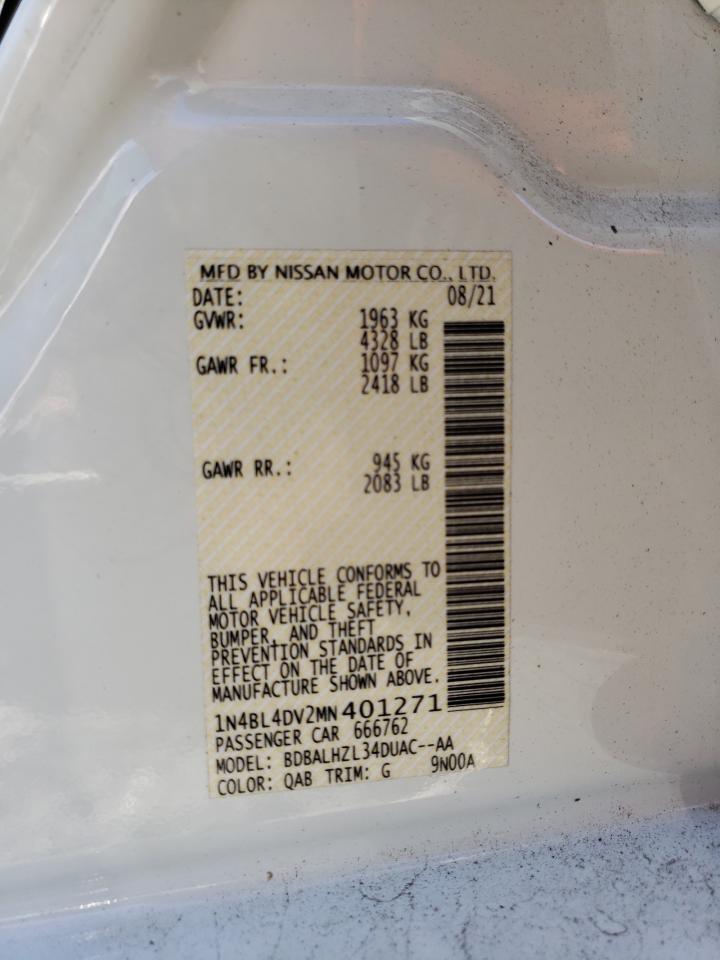 MFD BY NISSAN MOTOR CO., LTD.
DATE: 08/21
GVWR: 1963 KG
4328 LB
GAWR FR.: 1097 KG
2418 LB
GAWR RR.: 945 KG
2083 LB
THIS VEHICLE CONFORMS TO
ALL APPLICABLE FEDERAL
MOTOR VEHICLE SAFETY,
BUMPER, AND THEFT
PREVENTION STANDARDS IN
EFFECT ON THE DATE OF
MANUFACTURE SHOWN ABOVE.
1N4BL4DV2MN401271
PASSENGER CAR 666762
MODEL: BDBALHZL34DUAC--AA
COLOR: QAB TRIM: G 9N00A